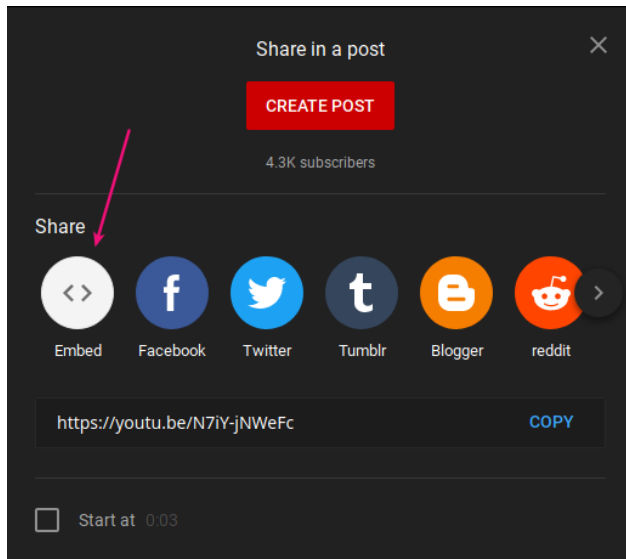 Share in a post
CREATE POST
4.3K subscribers
Share
Embed Facebook Twitter Tumblr Blogger reddit
https://youtu.be/N7iY-jNWeFc COPY
Start at 0:03